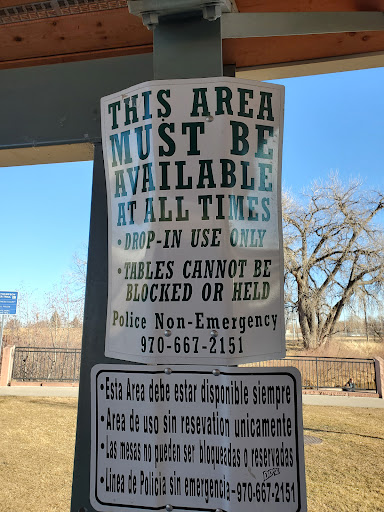 THIS AREA
MUST BE
AVAILABLE
AT ALL TIMES
•DROP-IN USE ONLY
•TABLES CANNOT BE
BLOCKED OR HELD
Police Non-Emergency
970-667-2151
•Esta Area debe estar disponible siempre
•Area de uso sin resevation unicamente
•Las mesas no pueden ser bloqueadas o reservadas
•Linea de Policia sin emergencia-970-667-2151